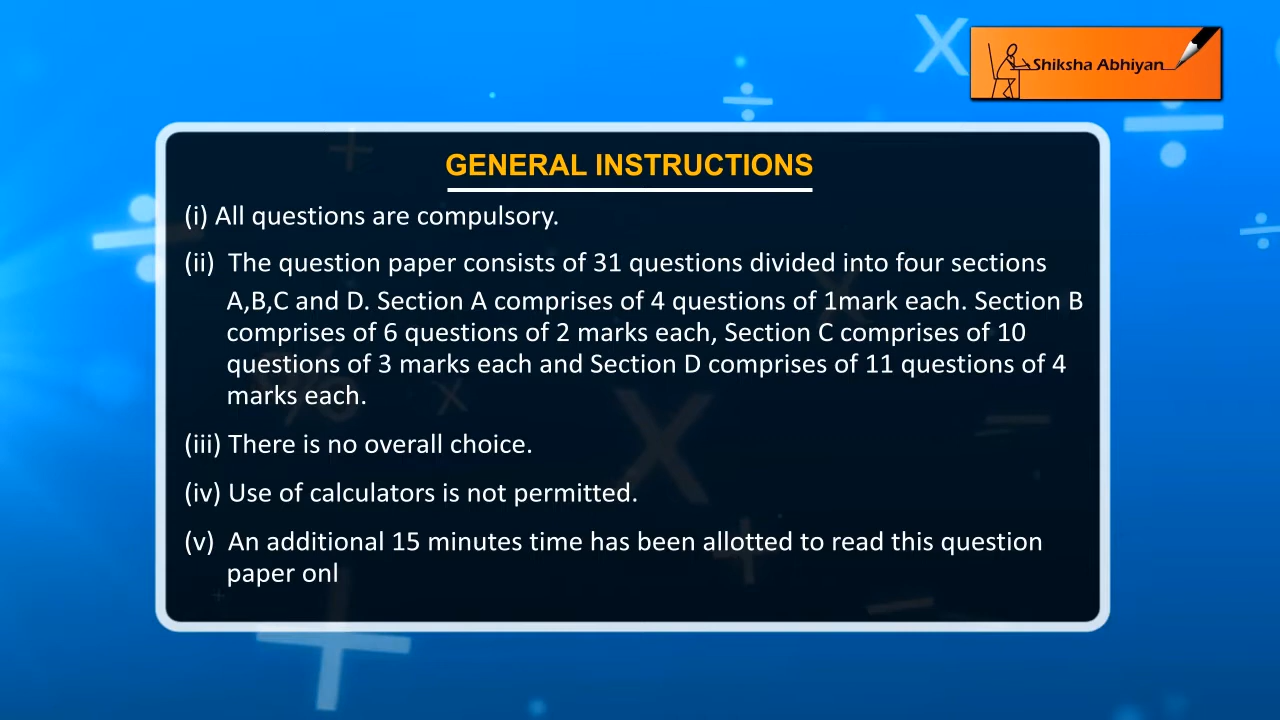 Shiksha Abhiyan
GENERAL INSTRUCTIONS
(i) All questions are compulsory.
(ii) The question paper consists of 31 questions divided into four sections
A,B,C and D. Section A comprises of 4 questions of 1mark each. Section B
comprises of 6 questions of 2 marks each, Section C comprises of 10
questions of 3 marks each and Section D comprises of 11 questions of 4
marks each.
(iii) There is no overall choice.
(iv) Use of calculators is not permitted.
(v) An additional 15 minutes time has been allotted to read this question
paper onl